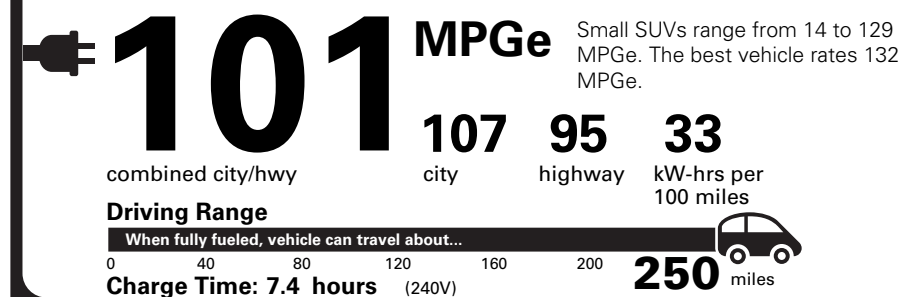 101 MPGe
Small SUVs range from 14 to 129
MPGe. The best vehicle rates 132
MPGe.
107 95 33
combined city/hwy city highway kW-hrs per
100 miles
Driving Range
When fully fueled, vehicle can travel about...
0 40 80 120 160 200 250 miles
Charge Time: 7.4 hours (240V)